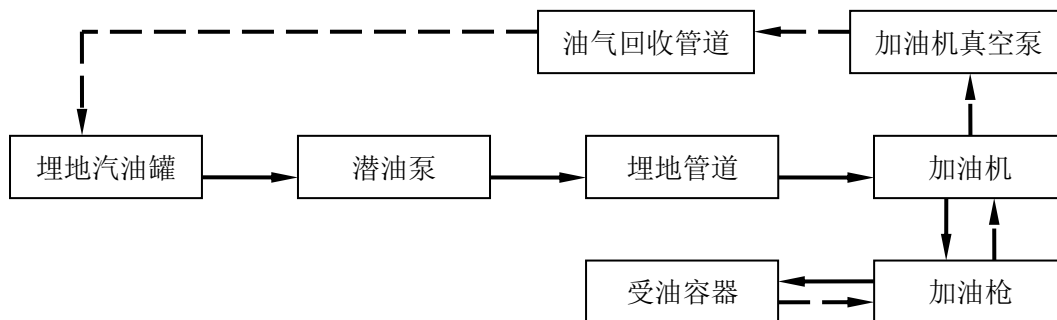 油气回收管道
加油机真空泵
埋地汽油罐
潜油泵
埋地管道
加油机
受油容器
加油枪